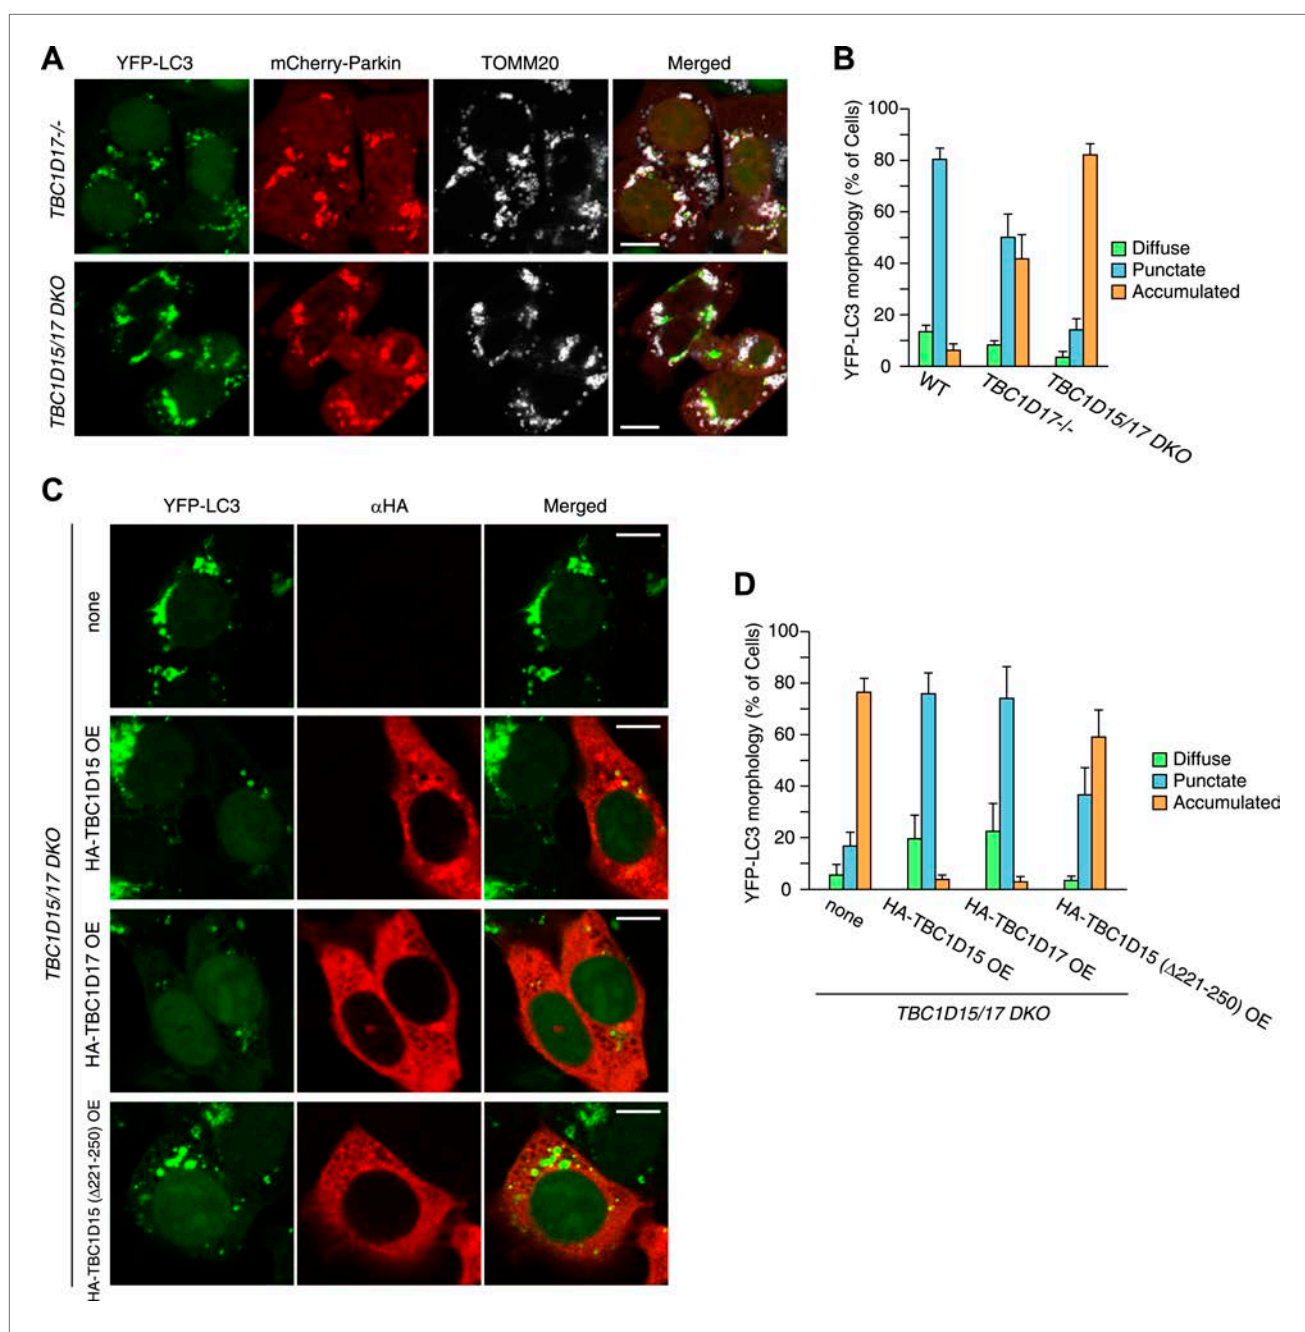 A
YFP-LC3 mCherry-Parkin TOMM20 Merged
TBC1D17-/-
TBC1D15/17 DKO
B
YFP-LC3 morphology (% of Cells)
100
80
60
40
20
0
WT
TBC1D17-/-
TBC1D15/17 DKO
Diffuse
Punctate
Accumulated
C
YFP-LC3 αHA Merged
TBC1D15/17 DKO
none
HA-TBC1D15 OE
HA-TBC1D17 OE
HA-TBC1D15 (Δ221-250) OE
D
YFP-LC3 morphology (% of Cells)
100
80
60
40
20
0
none
HA-TBC1D15 OE
HA-TBC1D17 OE
HA-TBC1D15 (Δ221-250) OE
TBC1D15/17 DKO
Diffuse
Punctate
Accumulated